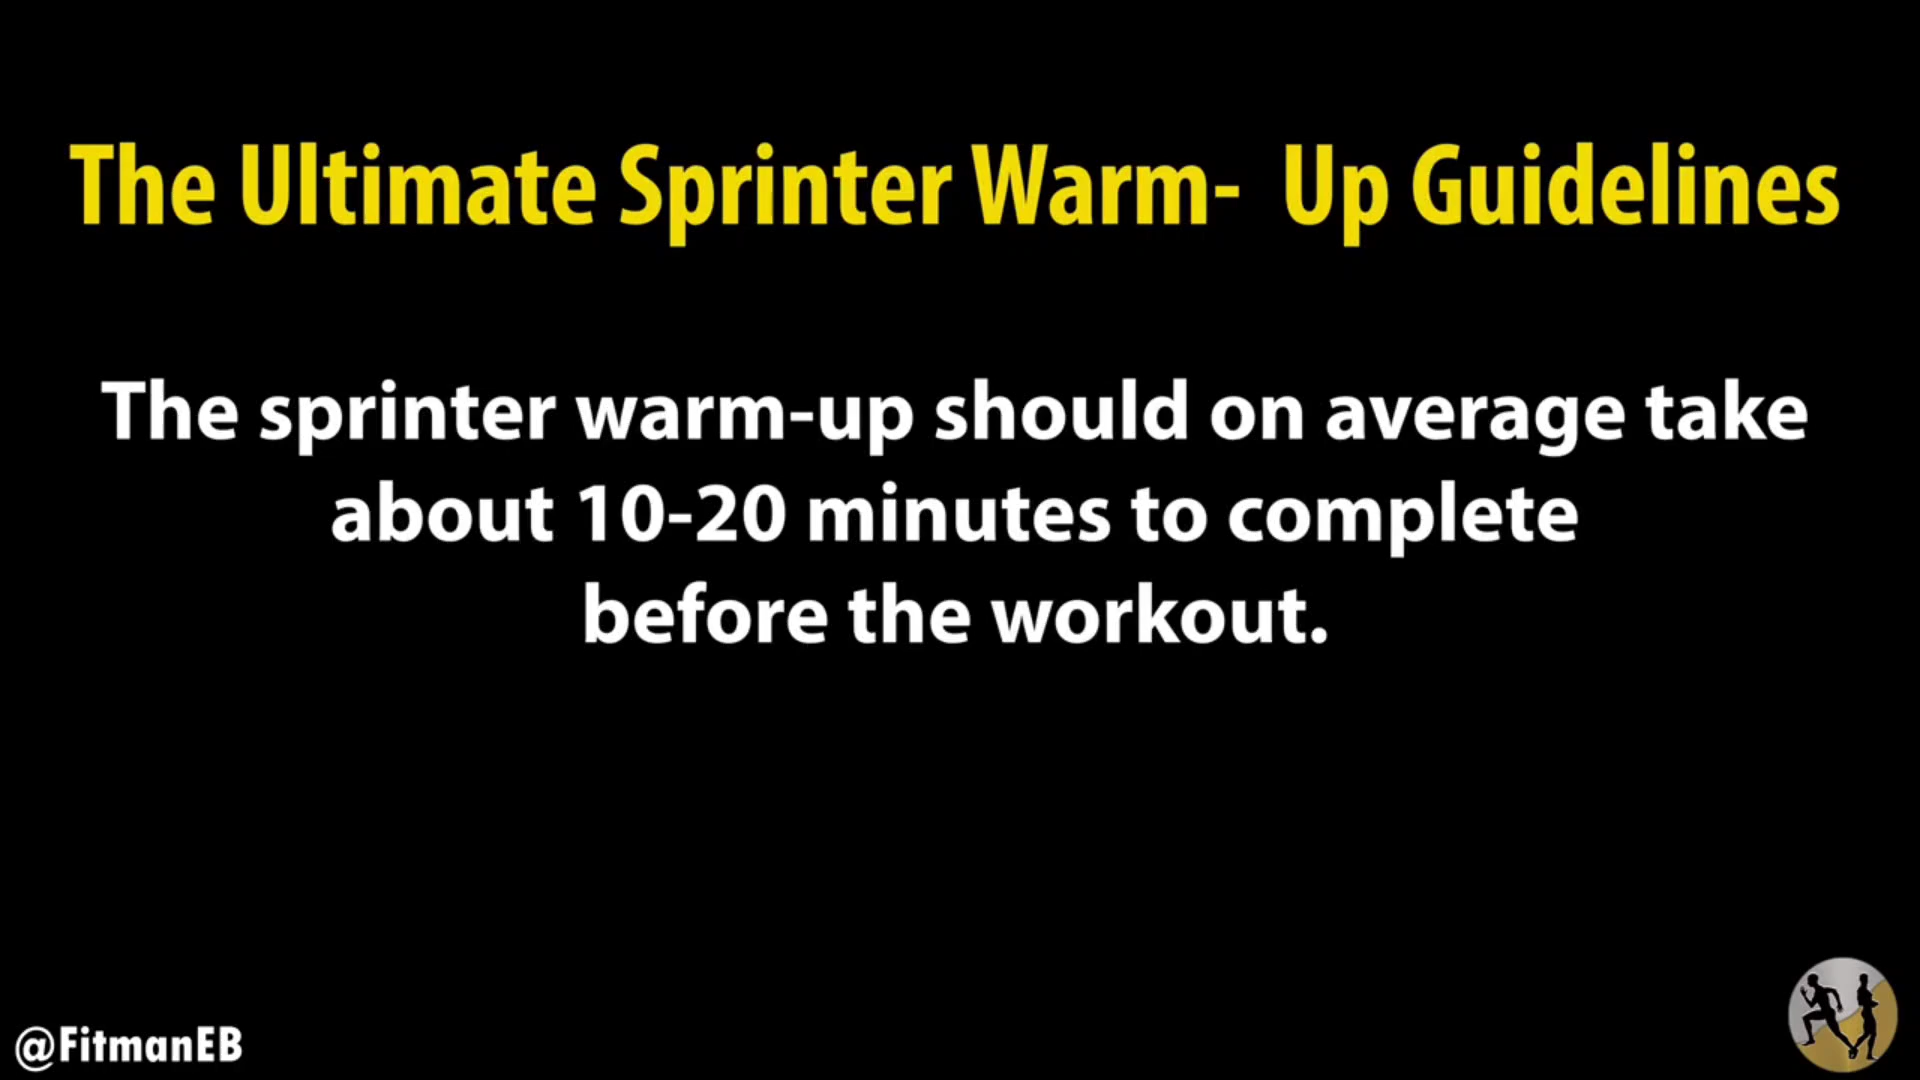 The Ultimate Sprinter Warm-  Up Guidelines
The sprinter warm-up should on average take
about 10-20 minutes to complete
before the workout.
@FitmanEB